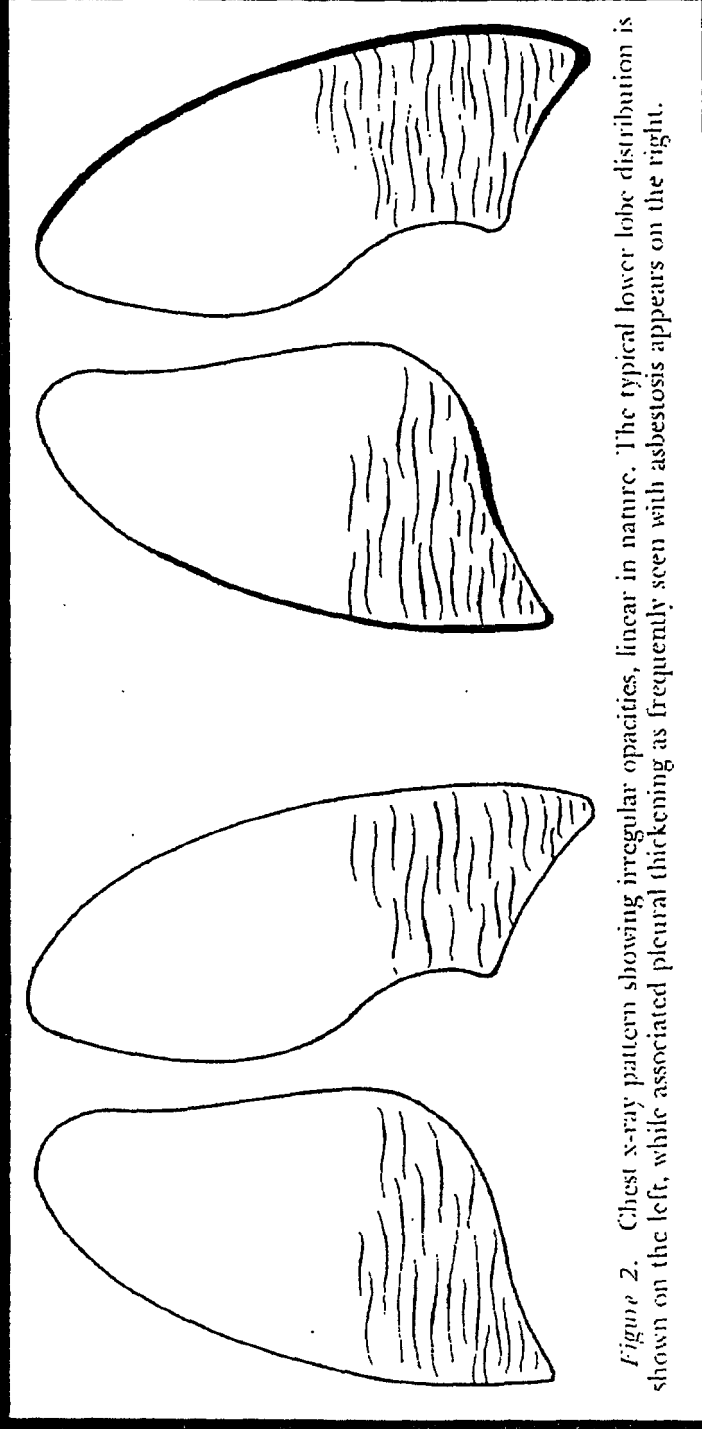 Figure 2. Chest x-ray pattern showing irregular opacities, linear in nature. The typical lower lobe distribution is
shown on the left, while associated pleural thickening as frequently seen with asbestosis appears on the right.